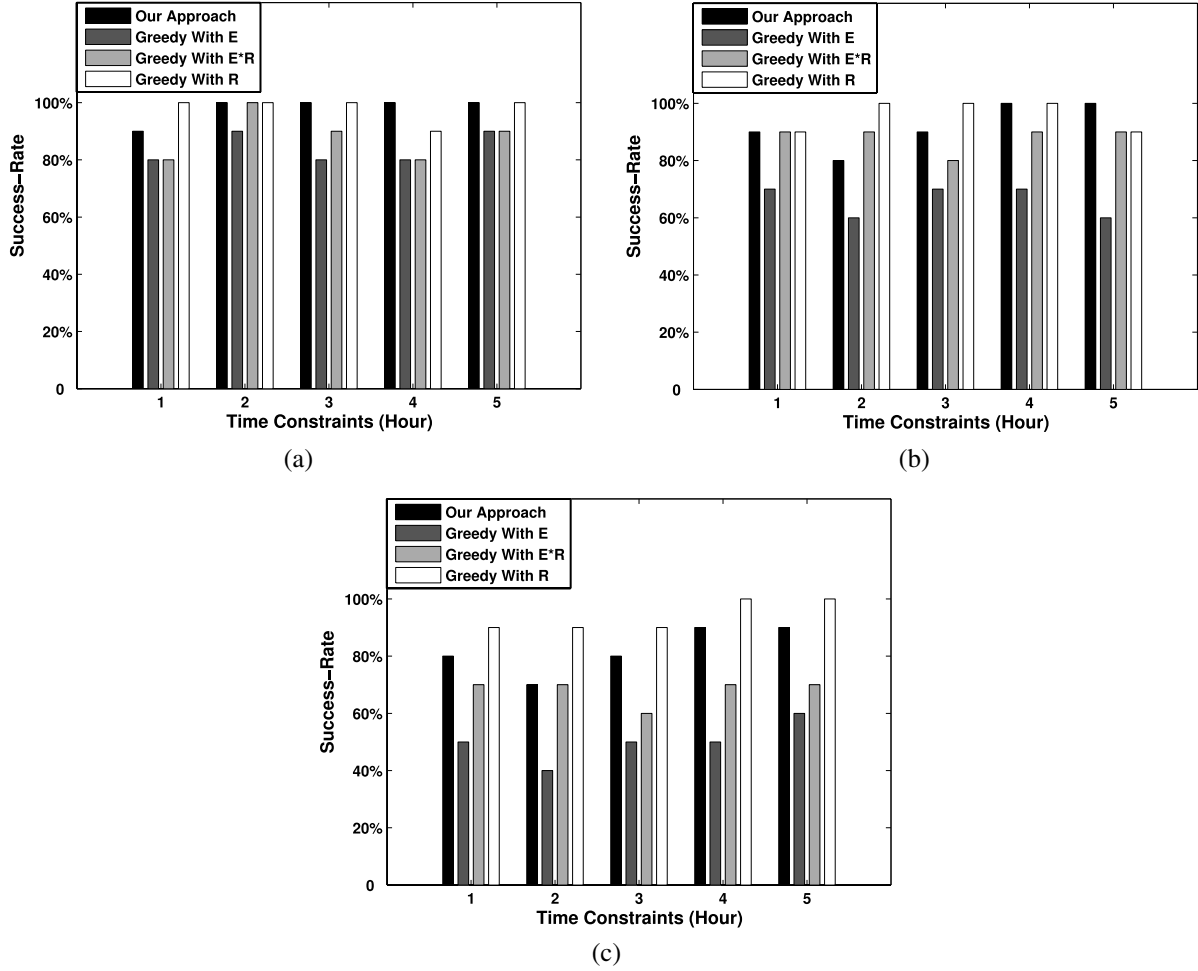 Our Approach
Greedy With E
Greedy With E*R
Greedy With R
100%
80%
60%
40%
20%
0
Success–Rate
1 2 3 4 5
Time Constraints (Hour)
(a)
Our Approach
Greedy With E
Greedy With E*R
Greedy With R
100%
80%
60%
40%
20%
0
Success–Rate
1 2 3 4 5
Time Constraints (Hour)
(b)
Our Approach
Greedy With E
Greedy With E*R
Greedy With R
100%
80%
60%
40%
20%
0
Success–Rate
1 2 3 4 5
Time Constraints (Hour)
(c)